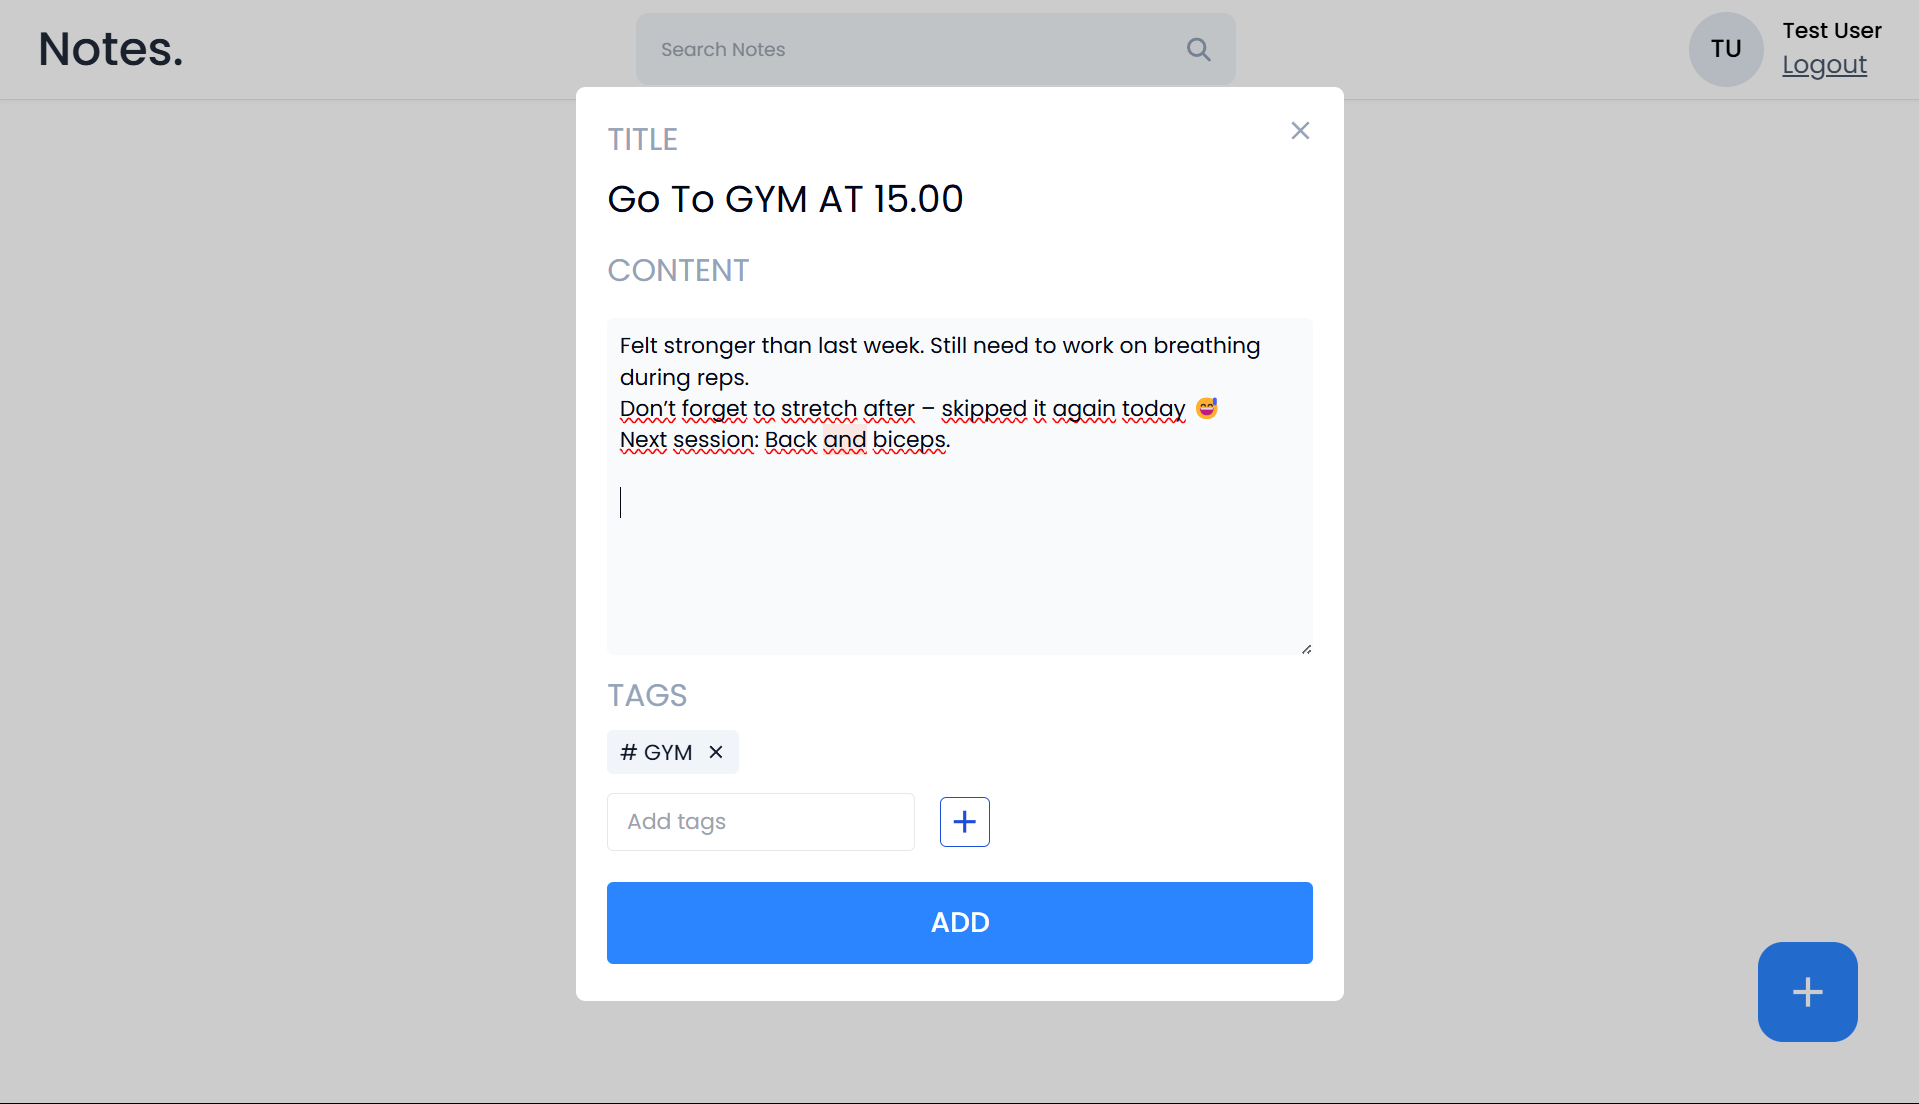 Notes.
Search Notes
TU
Test User
Logout
TITLE
Go To GYM AT 15.00
CONTENT
Felt stronger than last week. Still need to work on breathing
during reps.
Don’t forget to stretch after – skipped it again today 😅
Next session: Back and biceps.
TAGS
# GYM
Add tags
ADD